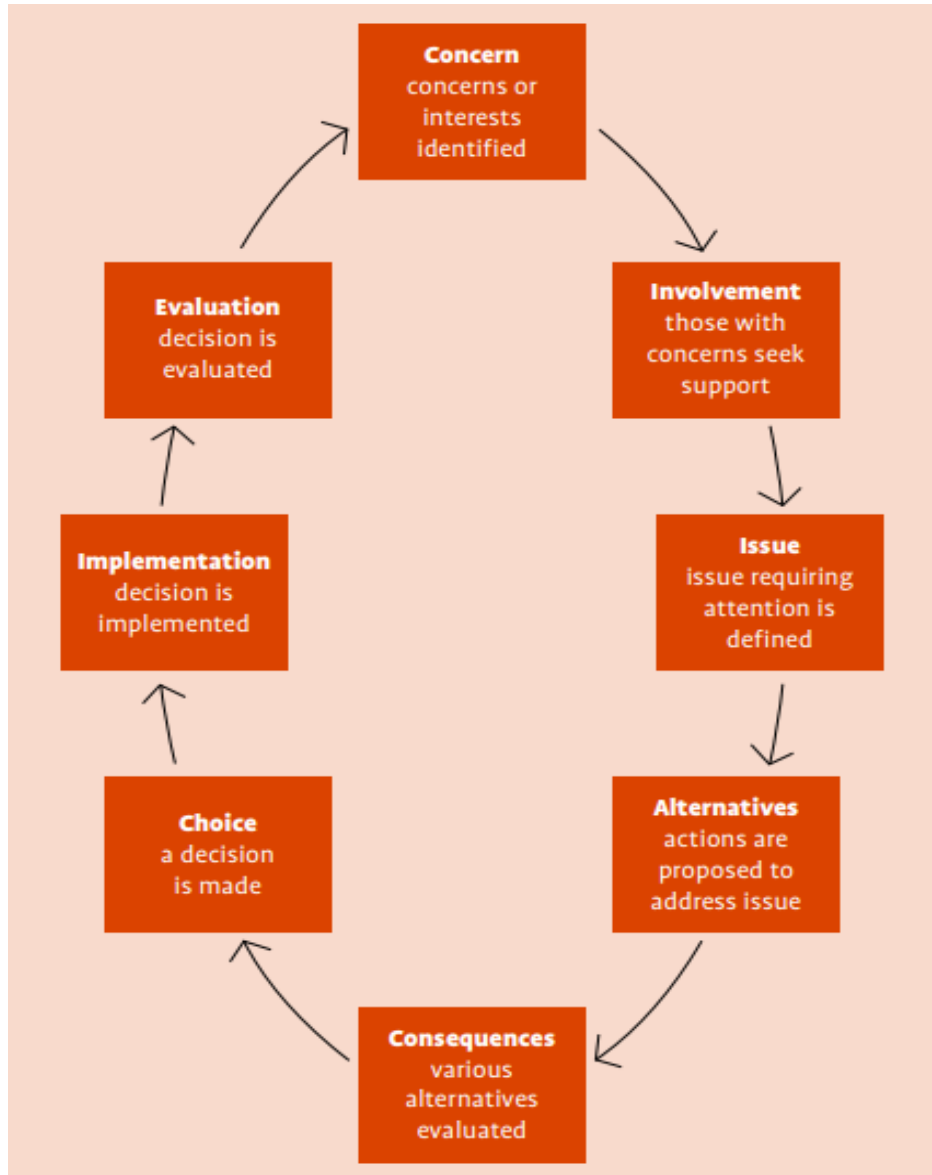 Concern
concerns or
interests
identified
Involvement
those with
concerns seek
support
Issue
issue requiring
attention is
defined
Alternatives
actions are
proposed to
address issue
Consequences
various
alternatives
evaluated
Choice
a decision
is made
Implementation
decision is
implemented
Evaluation
decision is
evaluated